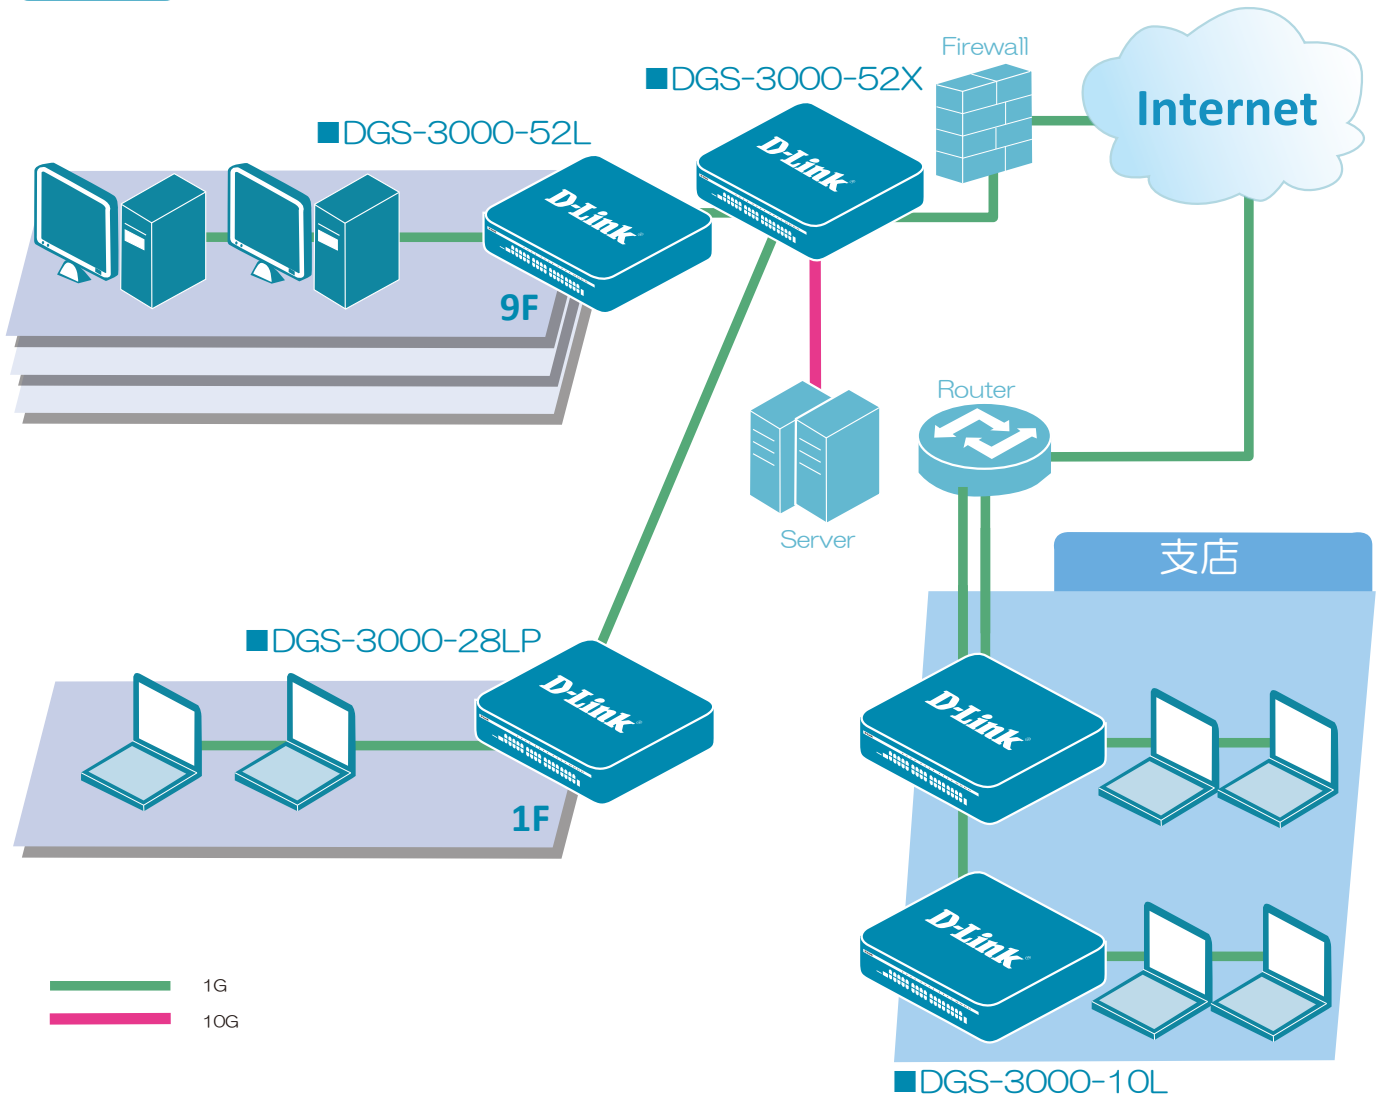 Firewall
■DGS-3000-52X
Internet
■DGS-3000-52L
D-Link
D-Link
9F
Router
Server
支店
■DGS-3000-28LP
D-Link
D-Link
1F
D-Link
1G
10G
■DGS-3000-10L